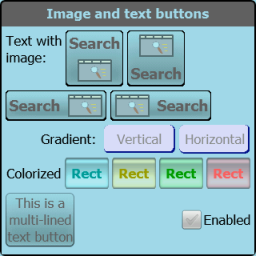 Image and text buttons
Text with
image:
Search
Search
Search
Search
Gradient:
Vertical
Horizontal
Colorized
Rect
Rect
Rect
Rect
This is a
multi-lined
text button
Enabled